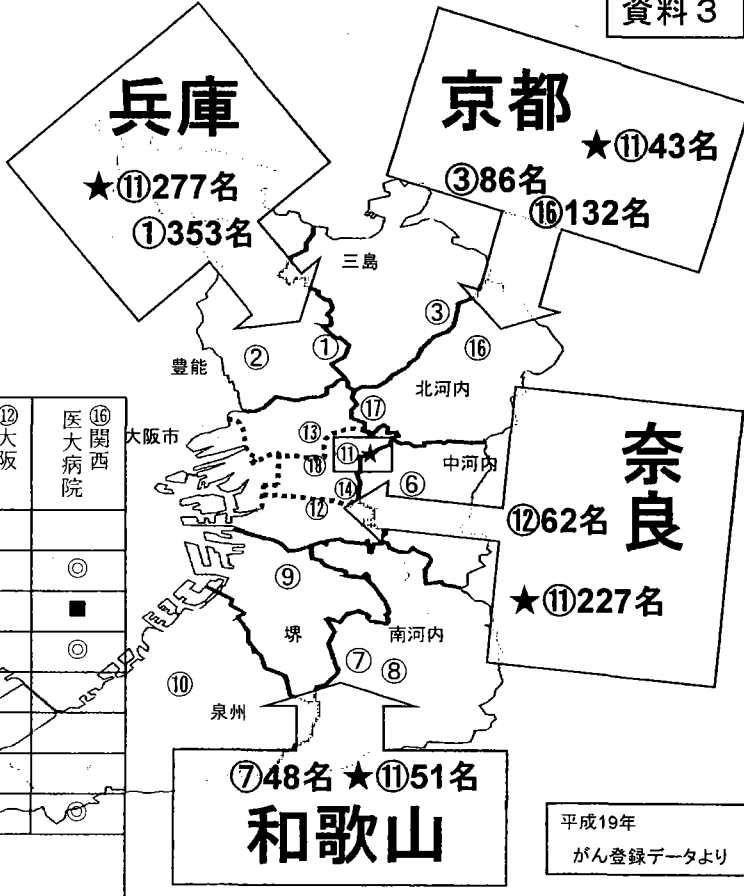 資料３
兵庫
★⑪277名
①353名
京都
★⑪43名
③86名
⑯132名
三島
③
①
②
⑯
豊能
北河内
⑰
大阪市
⑬
⑪★
中河内
⑱
⑥
⑭
⑫
奈良
⑫62名
★⑪227名
⑫大阪
⑯関西医大病院
◎
■
◎
◎
⑨
堺
南河内
⑦
⑧
⑩
泉州
⑦48名 ★⑪51名
和歌山
平成19年
がん登録データより